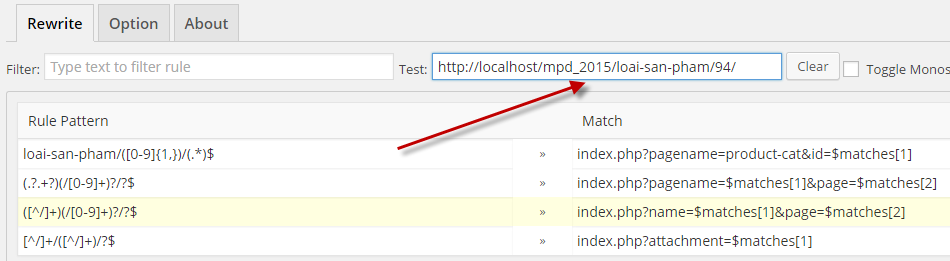 Rewrite Option About
Filter: Type text to filter rule Test: http://localhost/mpd_2015/loai-san-pham/94/ Clear Toggle Monos
Rule Pattern Match
loai-san-pham/([0-9]{1,})/(.*)$ » index.php?pagename=product-cat&id=$matches[1]
(.?.+?)(/[0-9]+)?/?$ » index.php?pagename=$matches[1]&page=$matches[2]
([^/]+)(/[0-9]+)?/?$ » index.php?name=$matches[1]&page=$matches[2]
[^/]+/([^/]+)/?$ » index.php?attachment=$matches[1]